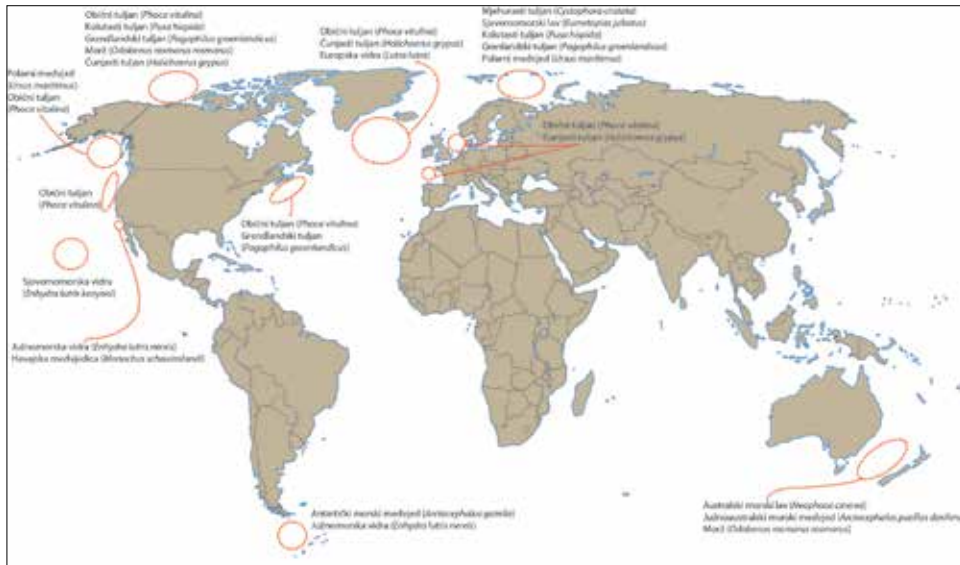 Obični tuljan (Phoca vitulina)
Kolutasti tuljan (Pusa hispida)
Grendlandski tuljan (Pagophilus groenlandicus)
Morž (Odobenus rosmarus rosmarus)
Čunjasti tuljan (Halichoerus grypus)
Obični tuljan (Phoca vitulina)
Čunjasti tuljan (Halichoerus grypus)
Europska vidra (Lutra lutra)
Mjehurasti tuljan (Cystophora cristata)
Sjevernomorski lav (Eumetopias jubatus)
Kolutasti tuljan (Pusa hispida)
Grenlandski tuljan (Pagophilus groenlandicus)
Polarni medvjed (Ursus maritimus)
Polarni medvjed
(Ursus maritimus)
Obični tuljan
(Phoca vitulina)
Obični tuljan (Phoca vitulina)
Čunjasti tuljan (Halichoerus grypus)
Obični tuljan
(Phoca vitulina)
Obični tuljan (Phoca vitulina)
Grendlandski tuljan
(Pagophilus groenlandicus)
Sjevernomorska vidra
(Enhydra lutris kenyoni)
Južnomorska vidra (Enhydra lutris nereis)
Havajska medvjedica (Monachus schauinslandi)
Antarktički morski medvjed (Arctocephalus gazella)
Južnomorska vidra (Enhydra lutris nereis)
Australski morski lav (Neophoca cinerea)
Južnoaustralski morski medvjed (Arctocephalus pusillus
Morž (Odobenus rosmarus rosmarus)